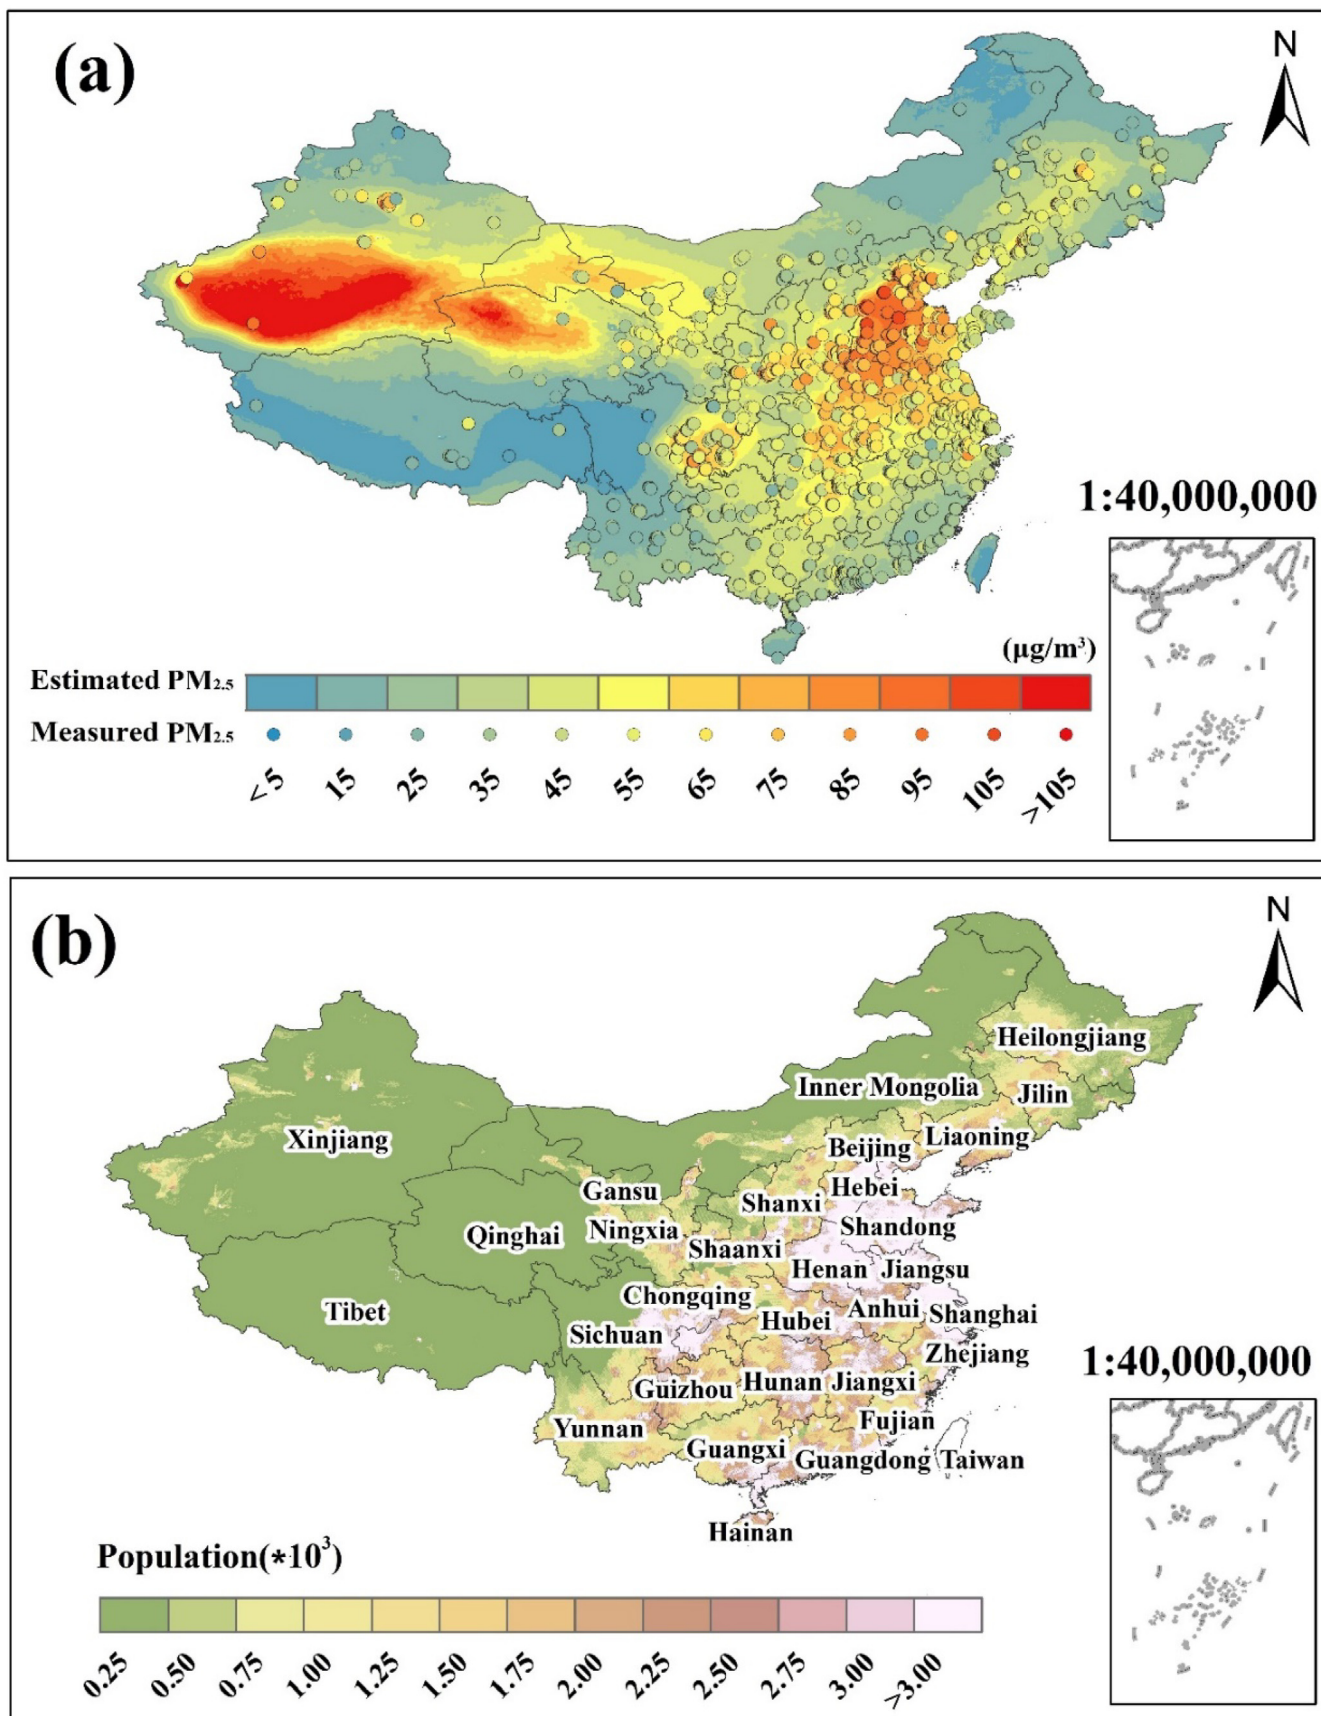 (a)
N
1:40,000,000
(μg/m³)
Estimated PM₂.₅
Measured PM₂.₅
<5 15 25 35 45 55 65 75 85 95 105 >105
(b)
N
Heilongjiang
Inner Mongolia
Jilin
Xinjiang
Beijing
Liaoning
Gansu
Shanxi
Hebei
Qinghai
Ningxia
Shaanxi
Shandong
Henan
Jiangsu
Tibet
Chongqing
Hubei
Anhui
Shanghai
Sichuan
Zhejiang
1:40,000,000
Guizhou
Hunan
Jiangxi
Yunnan
Guangxi
Fujian
Guangdong
Taiwan
Hainan
Population(*10³)
0.25 0.50 0.75 1.00 1.25 1.50 1.75 2.00 2.25 2.50 2.75 3.00 >3.00